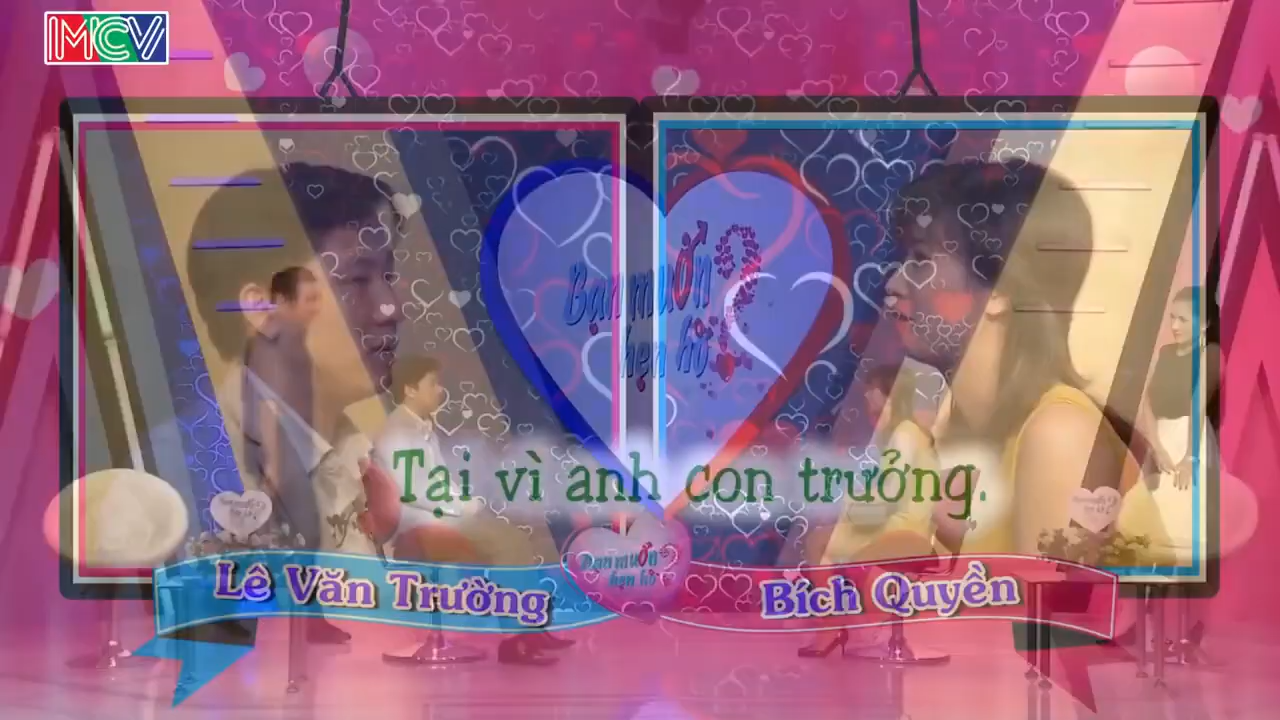 MCV
Bạn muốn
hẹn hò
Tại vì anh con trưởng.
Bạn muốn
hẹn hò
Lê Văn Trường
Bích Quyền